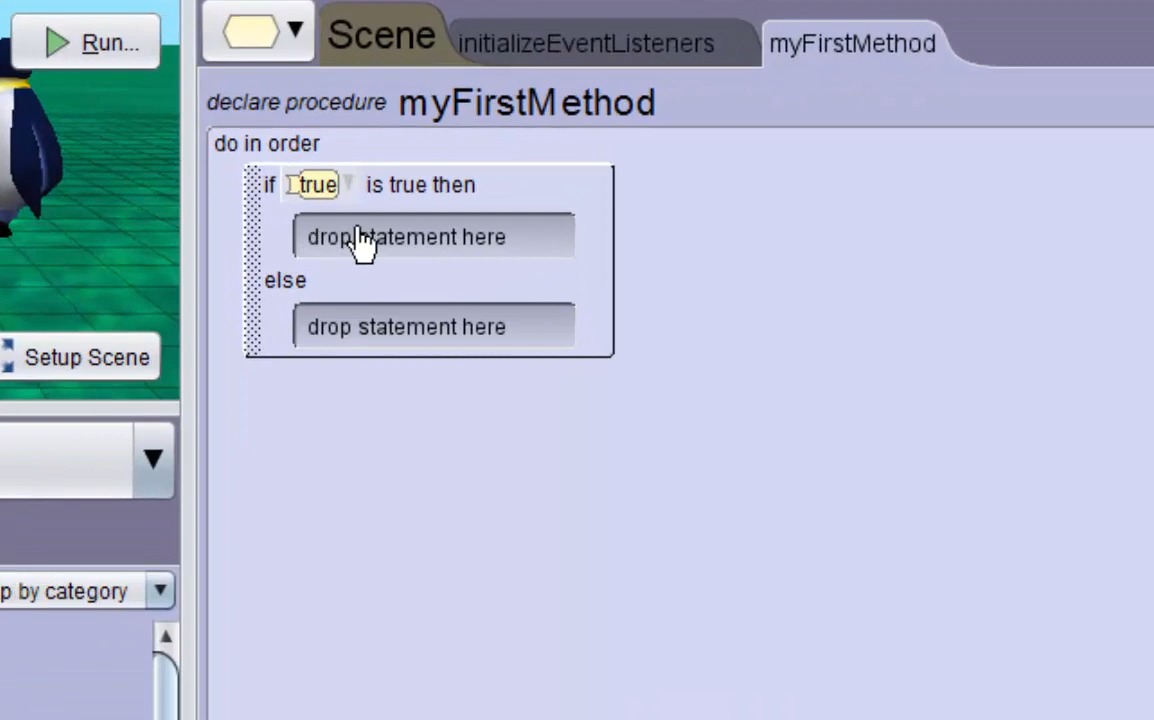 Run...
Scene
initializeEventListeners
myFirstMethod
declare procedure myFirstMethod
do in order
if true is true then
drop statement here
else
drop statement here
Setup Scene
p by category